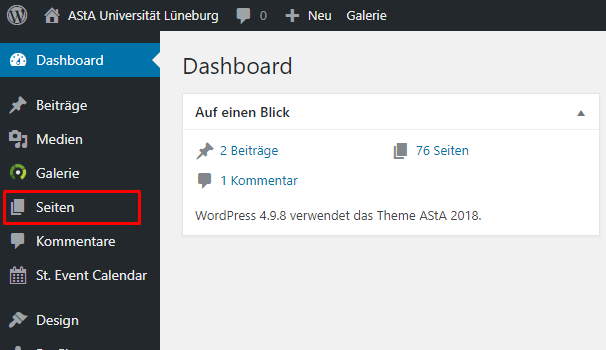 AStA Universität Lüneburg 0 + Neu Galerie
Dashboard
Beiträge
Medien
Galerie
Seiten
Kommentare
St. Event Calendar
Design
Dashboard
Auf einen Blick
2 Beiträge 76 Seiten
1 Kommentar
WordPress 4.9.8 verwendet das Theme AStA 2018.